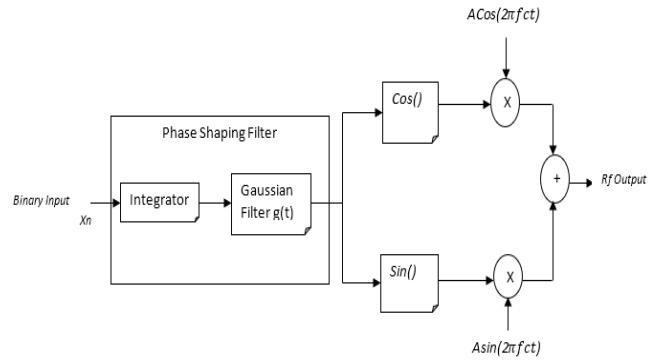 ACos(2πfct)
Cos()
X
Phase Shaping Filter
Binary Input
Xn
Integrator
Gaussian
Filter g(t)
+
Rf Output
Sin()
X
Asin(2πfct)